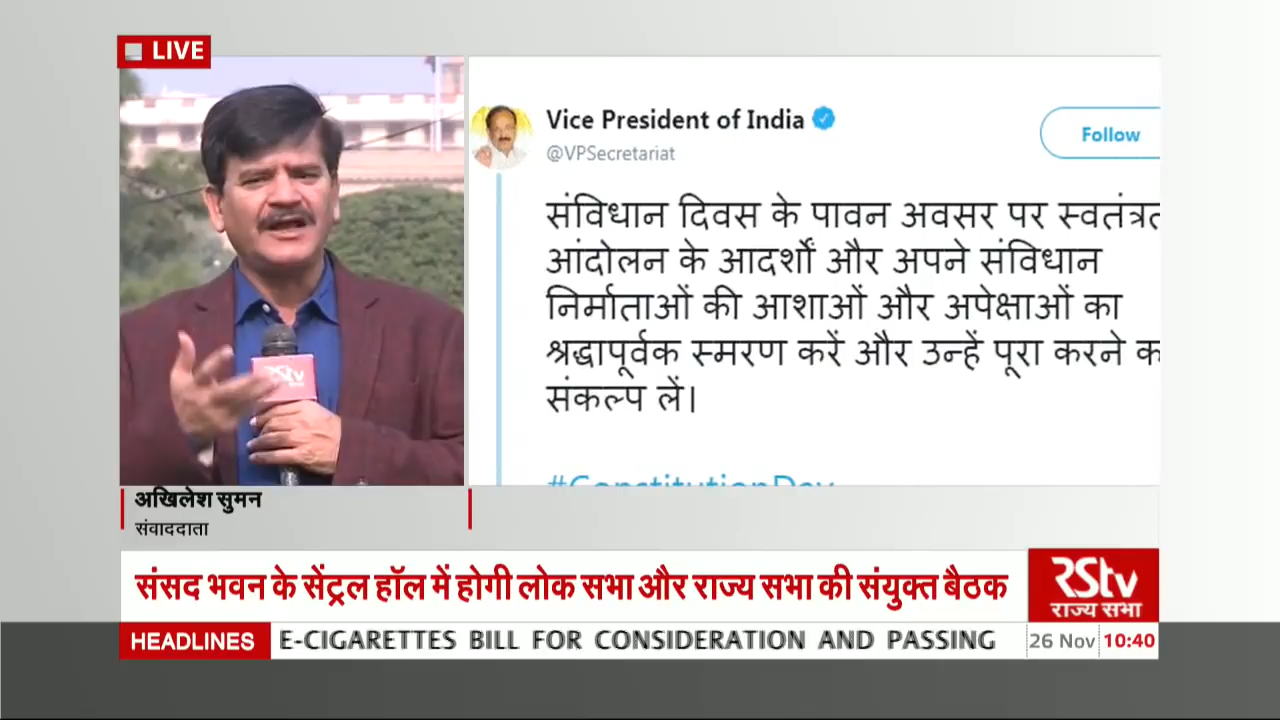 LIVE
Vice President of India
@VPSecretariat
Follow
संविधान दिवस के पावन अवसर पर
आंदोलन के आदर्शों और अपने संविधान
निर्माताओं की आशाओं और अपेक्षाओं का
श्रद्धापूर्वक स्मरण करें और उन्हें पूरा करने
संकल्प लें।
#ConstitutionDay
RStv
अखिलेश सुमन
संवाददाता
संसद भवन के सेंट्रल हॉल में होगी लोक सभा और राज्य सभा की संयुक्त बैठक
RStv
राज्य सभा
HEADLINES
E-CIGARETTES BILL FOR CONSIDERATION AND PASSING
26 Nov
10:40